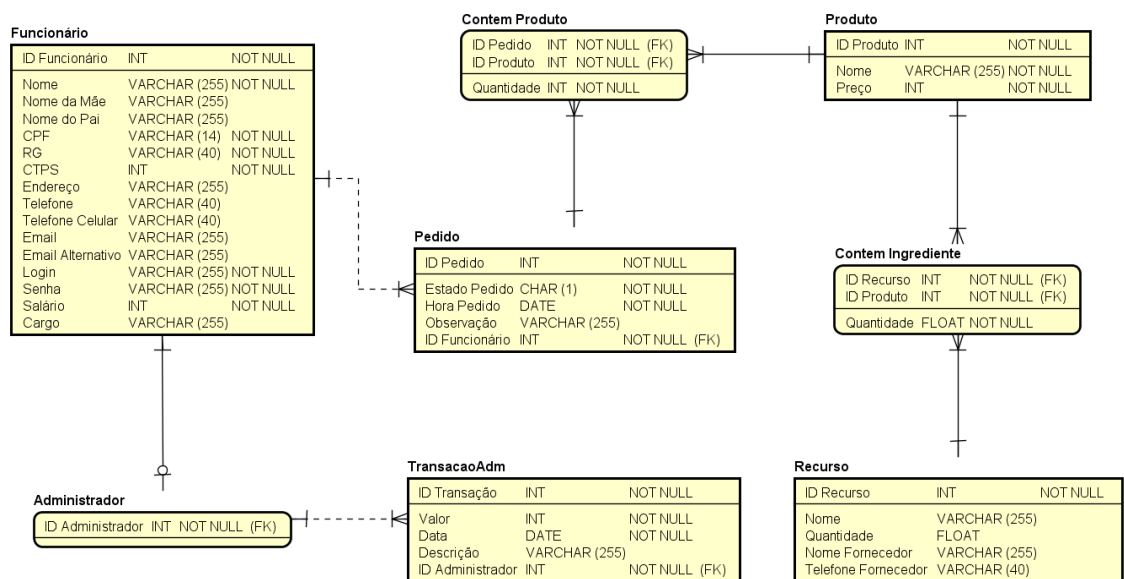 Funcionário
ID Funcionário INT NOT NULL
Nome VARCHAR (255) NOT NULL
Nome da Mãe VARCHAR (255)
Nome do Pai VARCHAR (255)
CPF VARCHAR (14) NOT NULL
RG VARCHAR (40) NOT NULL
CTPS INT NOT NULL
Endereço VARCHAR (255)
Telefone VARCHAR (40)
Telefone Celular VARCHAR (40)
Email VARCHAR (255)
Email Alternativo VARCHAR (255)
Login VARCHAR (255) NOT NULL
Senha VARCHAR (255) NOT NULL
Salário INT NOT NULL
Cargo VARCHAR (255)
Contem Produto
ID Pedido INT NOT NULL (FK)
ID Produto INT NOT NULL (FK)
Quantidade INT NOT NULL
Produto
ID Produto INT NOT NULL
Nome VARCHAR (255) NOT NULL
Preço INT NOT NULL
Pedido
ID Pedido INT NOT NULL
Estado Pedido CHAR (1) NOT NULL
Hora Pedido DATE NOT NULL
Observação VARCHAR (255)
ID Funcionário INT NOT NULL (FK)
Contem Ingrediente
ID Recurso INT NOT NULL (FK)
ID Produto INT NOT NULL (FK)
Quantidade FLOAT NOT NULL
Administrador
ID Administrador INT NOT NULL (FK)
TransacaoAdm
ID Transação INT NOT NULL
Valor INT NOT NULL
Data DATE NOT NULL
Descrição VARCHAR (255)
ID Administrador INT NOT NULL (FK)
Recurso
ID Recurso INT NOT NULL
Nome VARCHAR (255)
Quantidade FLOAT
Nome Fornecedor VARCHAR (255)
Telefone Fornecedor VARCHAR (40)